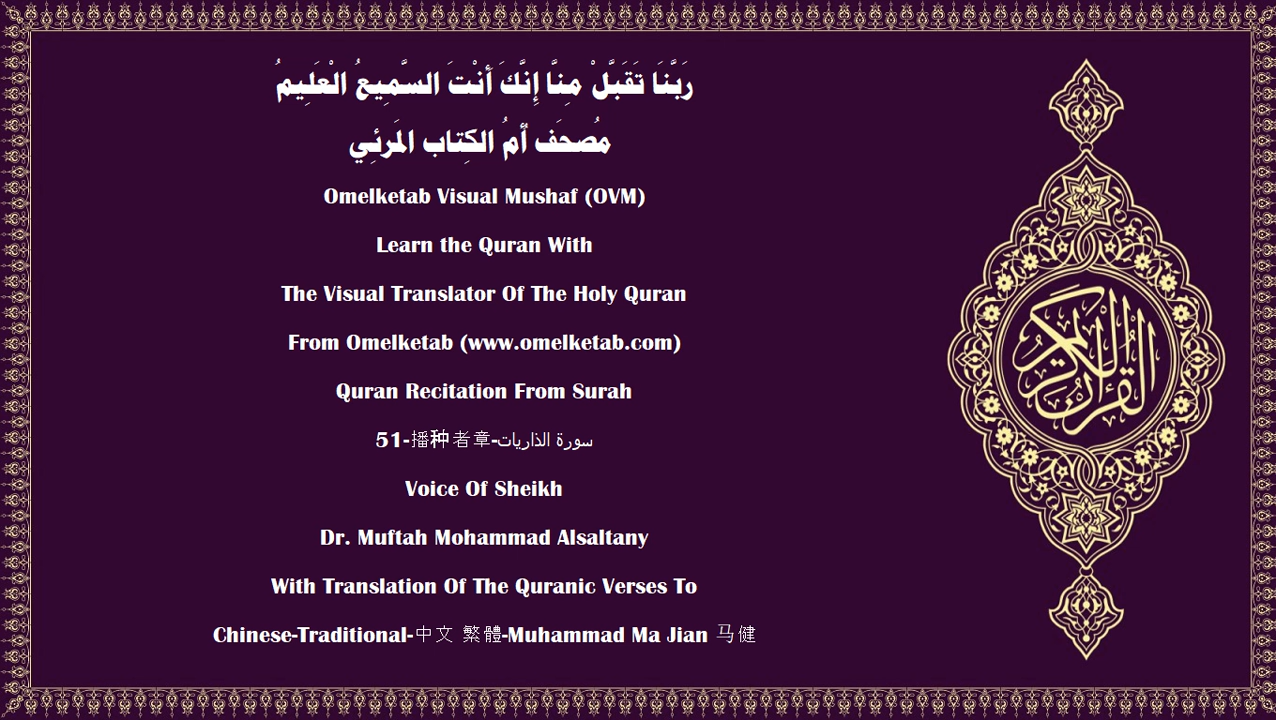 رَبَّنَا تَقَبَّلْ مِنَّا إِنَّكَ أَنْتَ السَّمِيعُ الْعَلِيمُ
مُصحَف أمُ الكِتاب المَرئِي
Omelketab Visual Mushaf (OVM)
Learn the Quran With
The Visual Translator Of The Holy Quran
From Omelketab (www.omelketab.com)
Quran Recitation From Surah
51-播种者章-سورة الذاريات
Voice Of Sheikh
Dr. Muftah Mohammad Alsaltany
With Translation Of The Quranic Verses To
Chinese-Traditional-中文 繁體-Muhammad Ma Jian 马健
القرآن الكريم